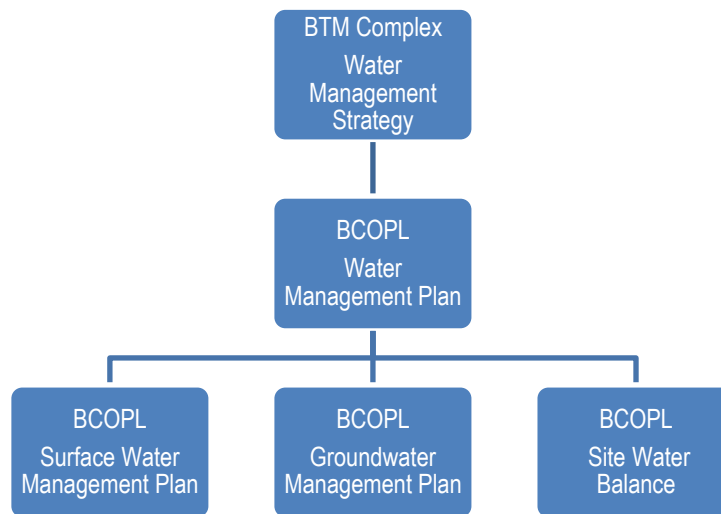 BTM Complex
Water
Management
Strategy
BCOPL
Water
Management Plan
BCOPL
Surface Water
Management Plan
BCOPL
Groundwater
Management Plan
BCOPL
Site Water
Balance